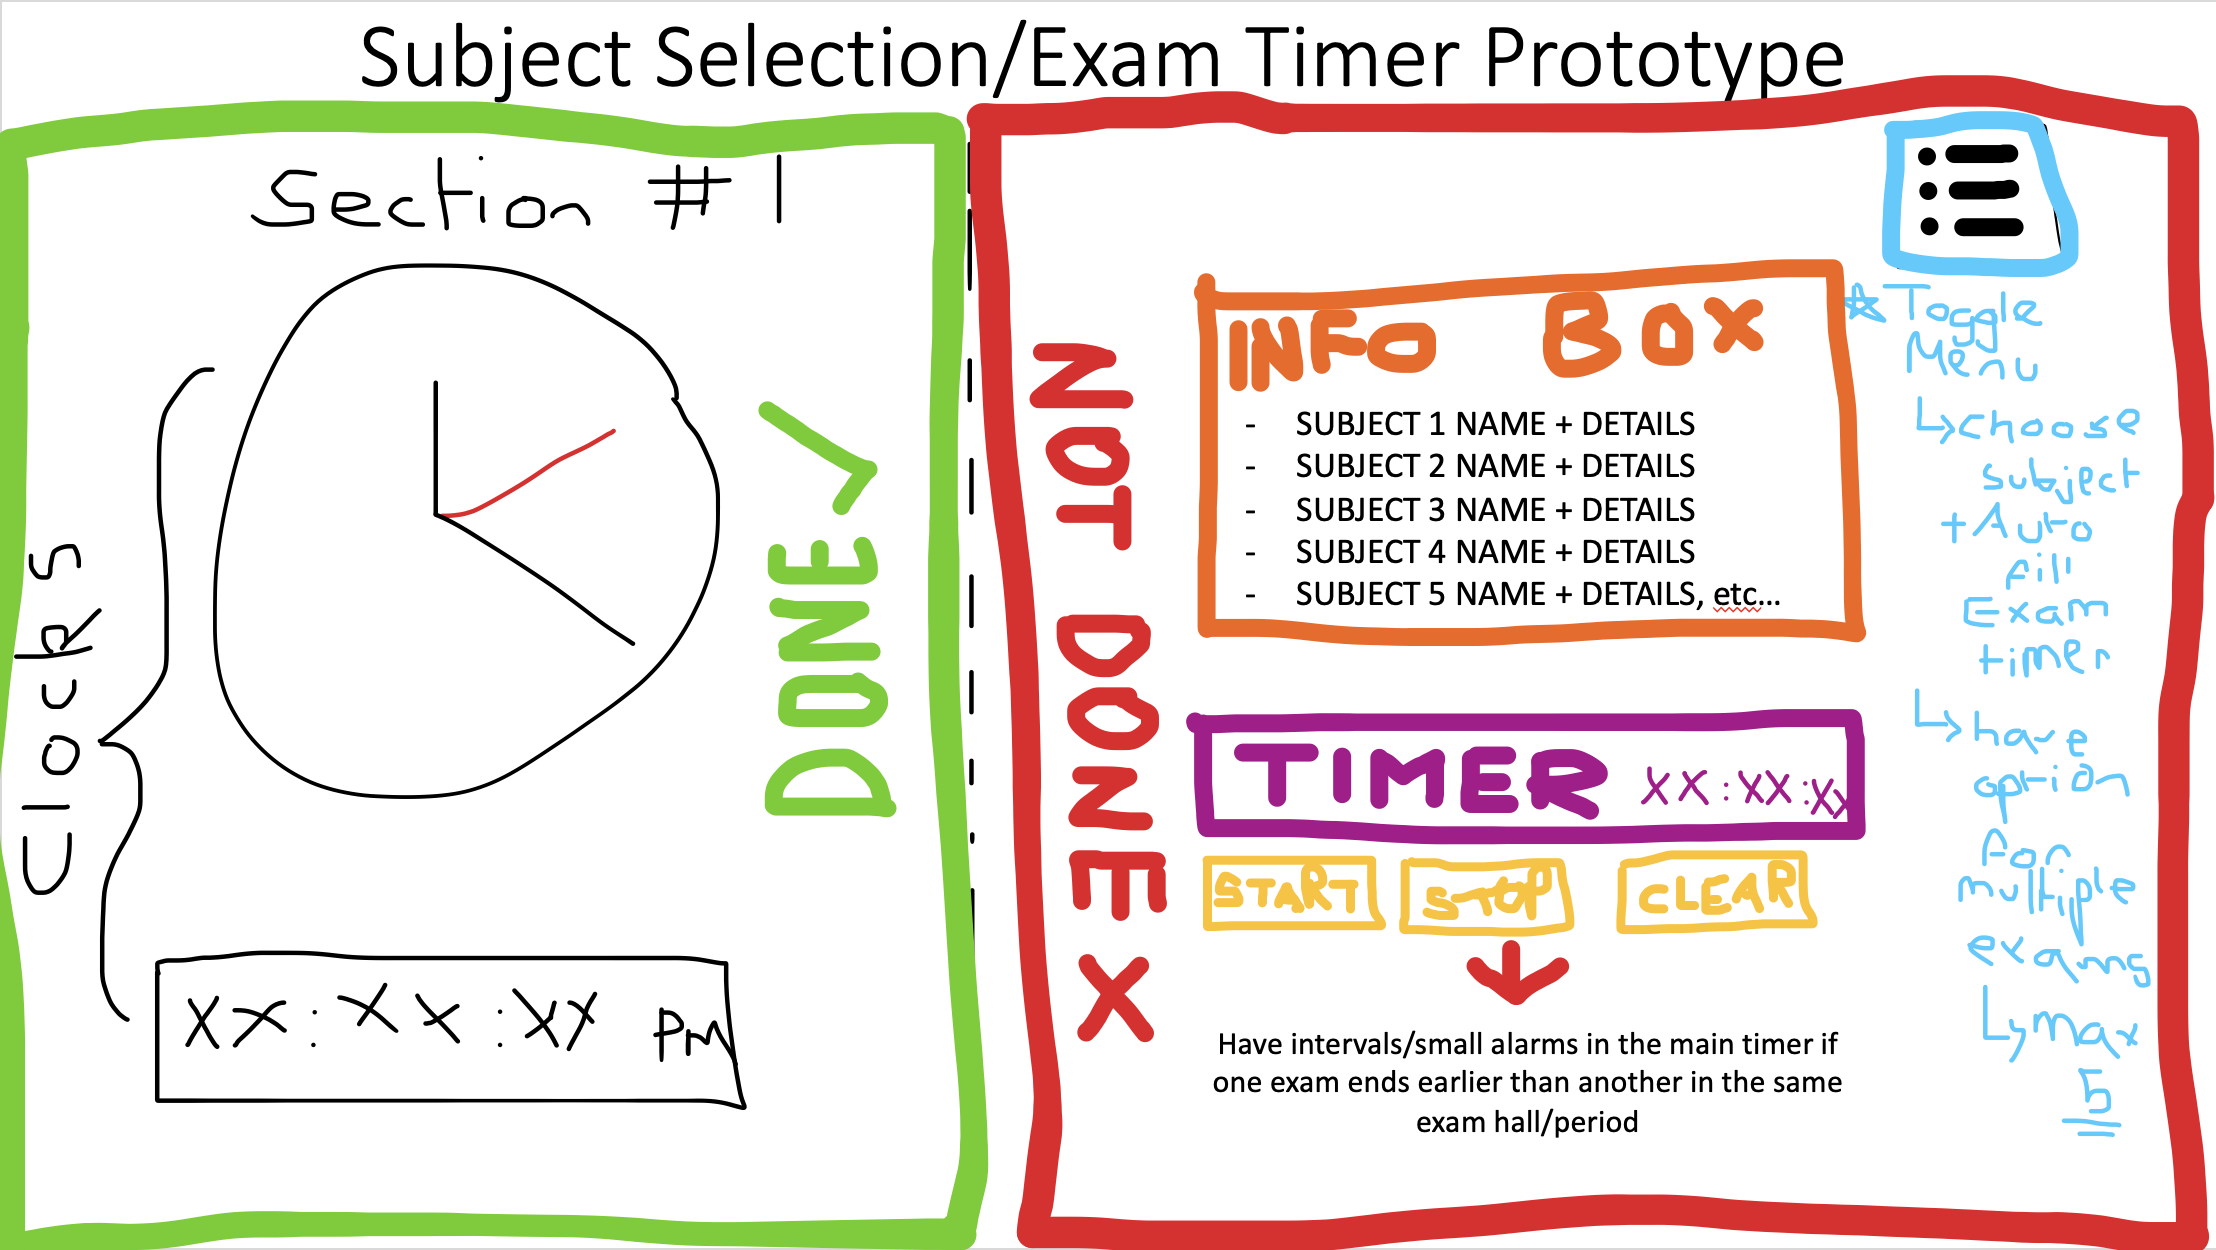 Subject Selection/Exam Timer Prototype
Section #1
Clocks
DONE
XX:XX:XX PM
NOT DONE X
INFO BOX
- SUBJECT 1 NAME + DETAILS
- SUBJECT 2 NAME + DETAILS
- SUBJECT 3 NAME + DETAILS
- SUBJECT 4 NAME + DETAILS
- SUBJECT 5 NAME + DETAILS, etc...
TIMER XX:XX:XX
START STOP CLEAR
Have intervals/small alarms in the main timer if
one exam ends earlier than another in the same
exam hall/period
Toggle
Menu
choose
subject
+ Auto
fill
Exam
timer
have
option
for
multiple
exams
max
5